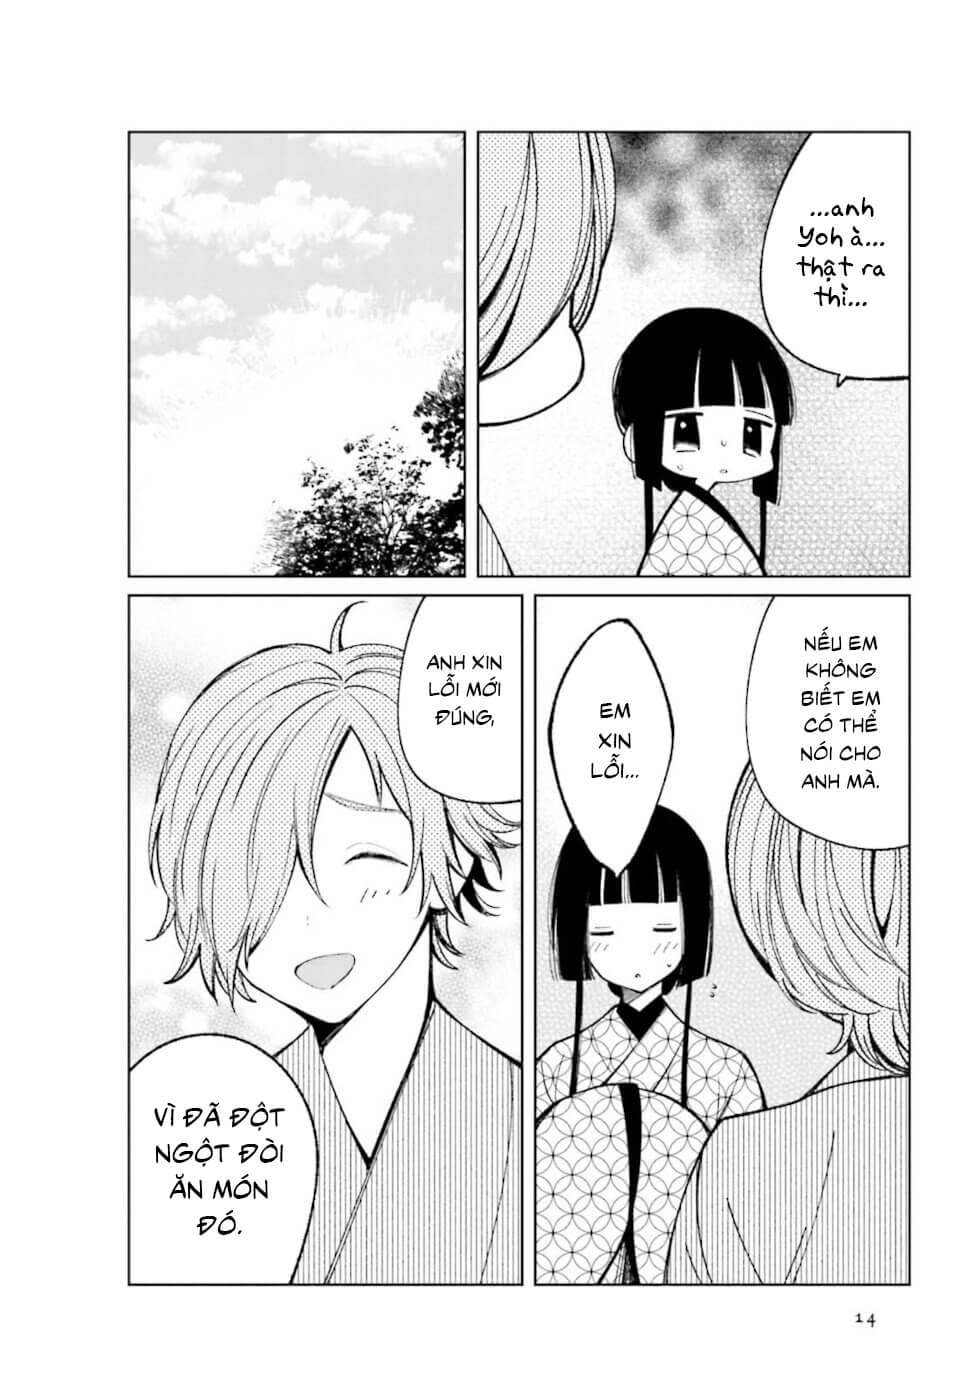 ...anh
Yoh à...
thật ra
thì...
NẾU EM
KHÔNG
BIẾT EM
CÓ THỂ
NÓI CHO
ANH MÀ.
EM
XIN
LỖI...
ANH XIN
LỖI MỚI
ĐÚNG,
VÌ ĐÃ ĐỘT
NGỘT ĐÒI
ĂN MÓN
ĐÓ.
14